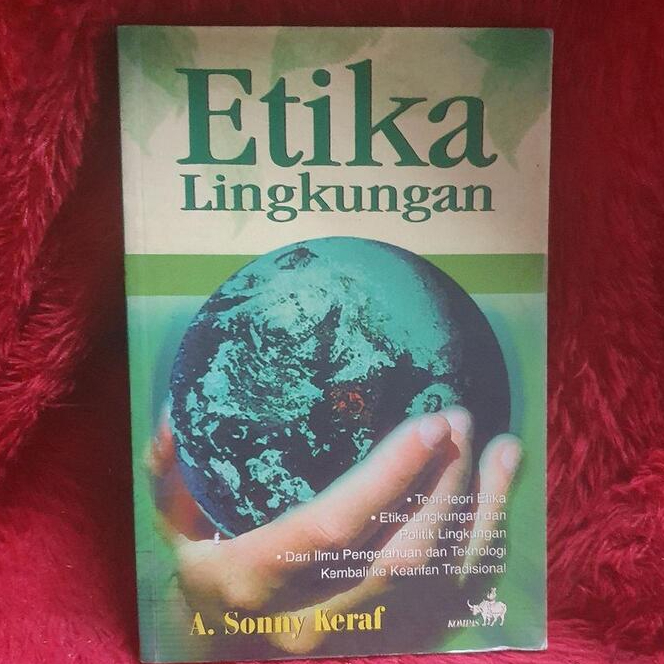 Etika
Lingkungan
• Teori-teori Etika
• Etika Lingkungan dan
Politik Lingkungan
• Dari Ilmu Pengetahuan dan Teknologi
Kembali ke Kearifan Tradisional
A. Sonny Keraf
KOMPAS